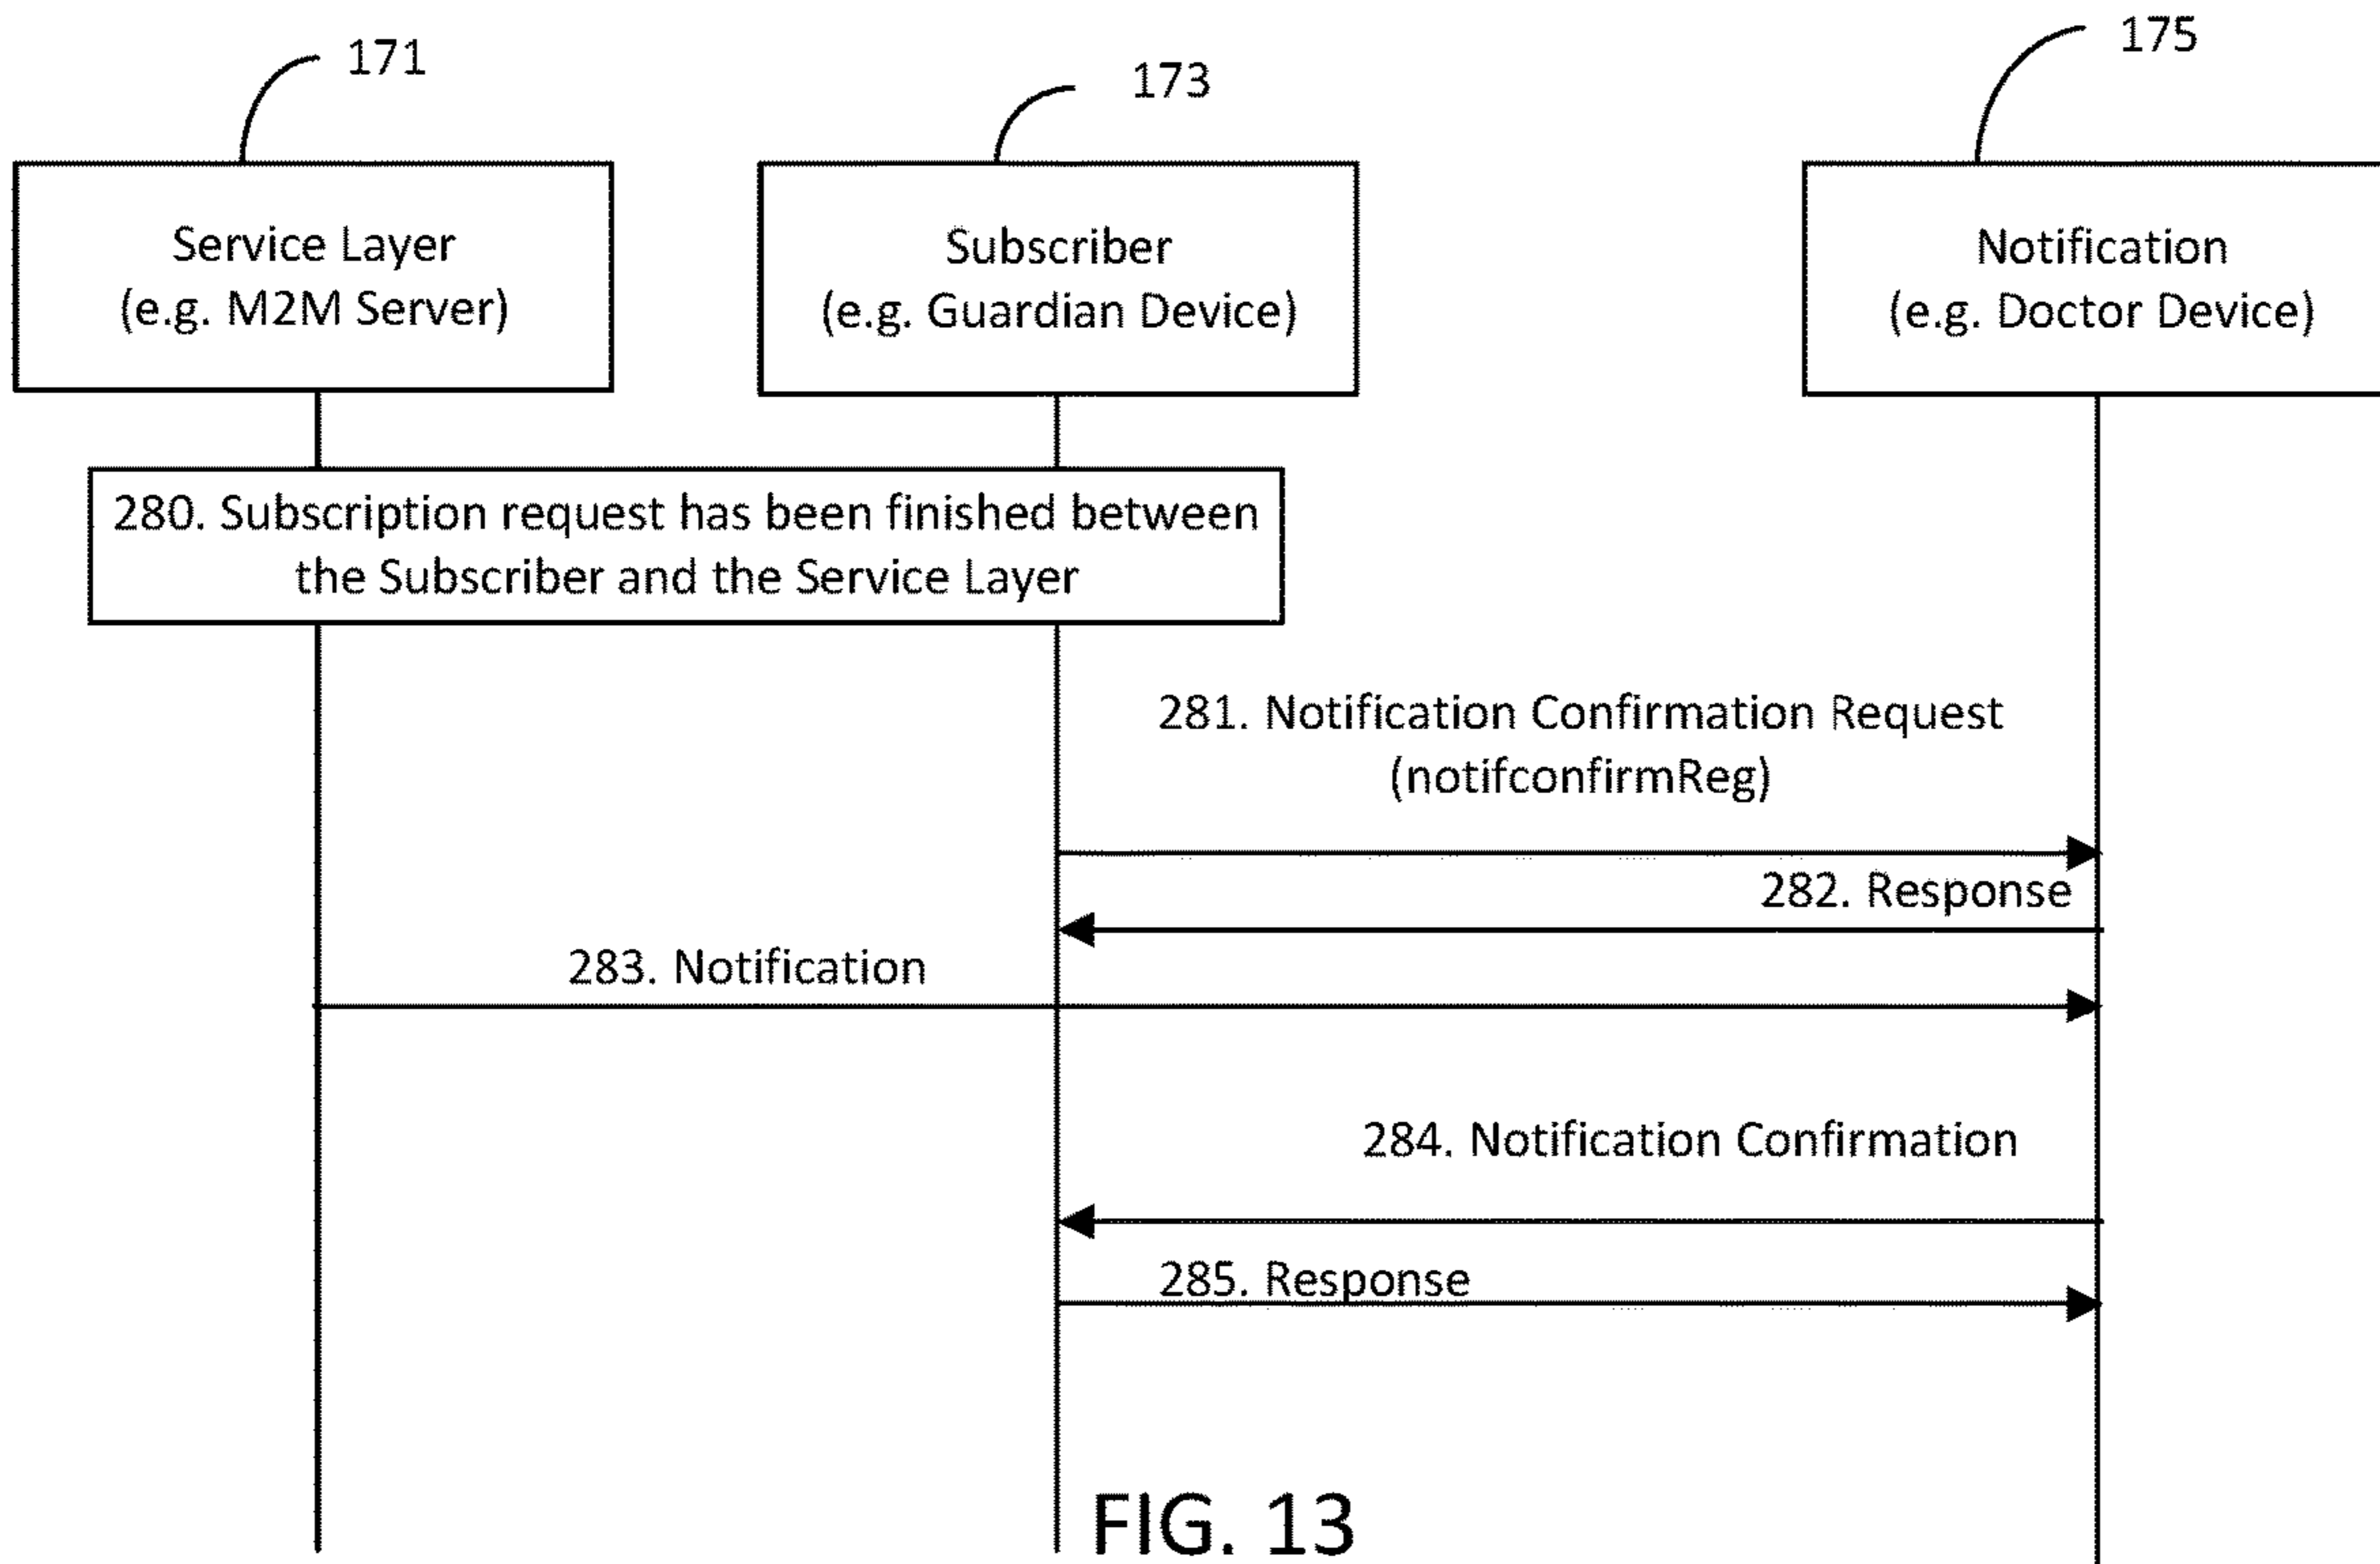 171
173
175
Service Layer
(e.g. M2M Server)
Subscriber
(e.g. Guardian Device)
Notification
(e.g. Doctor Device)
280. Subscription request has been finished between
the Subscriber and the Service Layer
281. Notification Confirmation Request
(notifconfirmReg)
282. Response
283. Notification
284. Notification Confirmation
285. Response
FIG. 13